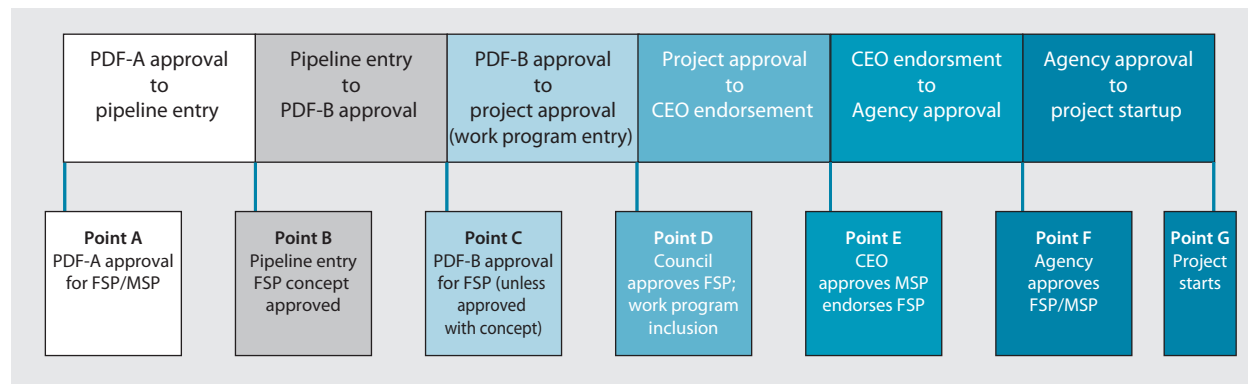 PDF-A approval
to
pipeline entry
Pipeline entry
to
PDF-B approval
PDF-B approval
to
project approval
(work program entry)
Project approval
to
CEO endorsement
CEO endorsment
to
Agency approval
Agency approval
to
project startup
Point A
PDF-A approval
for FSP/MSP
Point B
Pipeline entry
FSP concept
approved
Point C
PDF-B approval
for FSP (unless
approved
with concept)
Point D
Council
approves FSP;
work program
inclusion
Point E
CEO
approves MSP
endorses FSP
Point F
Agency
approves
FSP/MSP
Point G
Project
starts